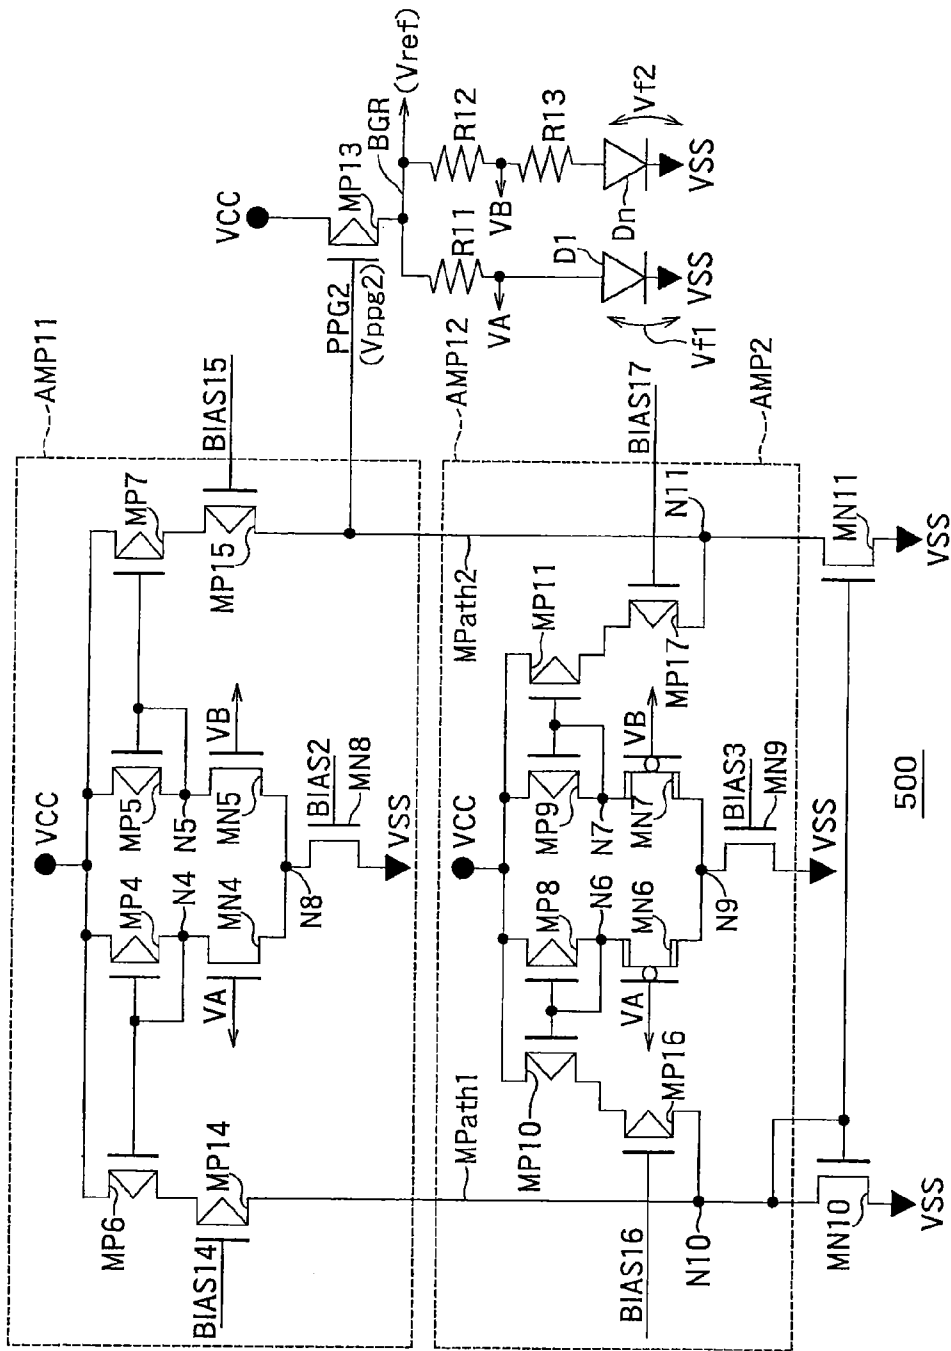 AMP11
VCC
MP6
MP4
MP5
MP7
BIAS14
MP14
N4
N5
MP15
BIAS15
VA
MN4
MN5
VB
N8
BIAS2
MN8
VSS
PPG2
(Vppg2)
VCC
MP13
BGR
(Vref)
R11
R12
VA
VB
R13
D1
Dn
Vf1
Vf2
VSS
VSS
AMP12
MPath1
MPath2
VCC
MP10
MP8
MP9
MP11
BIAS16
MP16
N6
N7
MP17
BIAS17
VA
MN6
MN7
VB
N10
N9
BIAS3
MN9
N11
VSS
AMP2
MN10
VSS
MN11
VSS
500